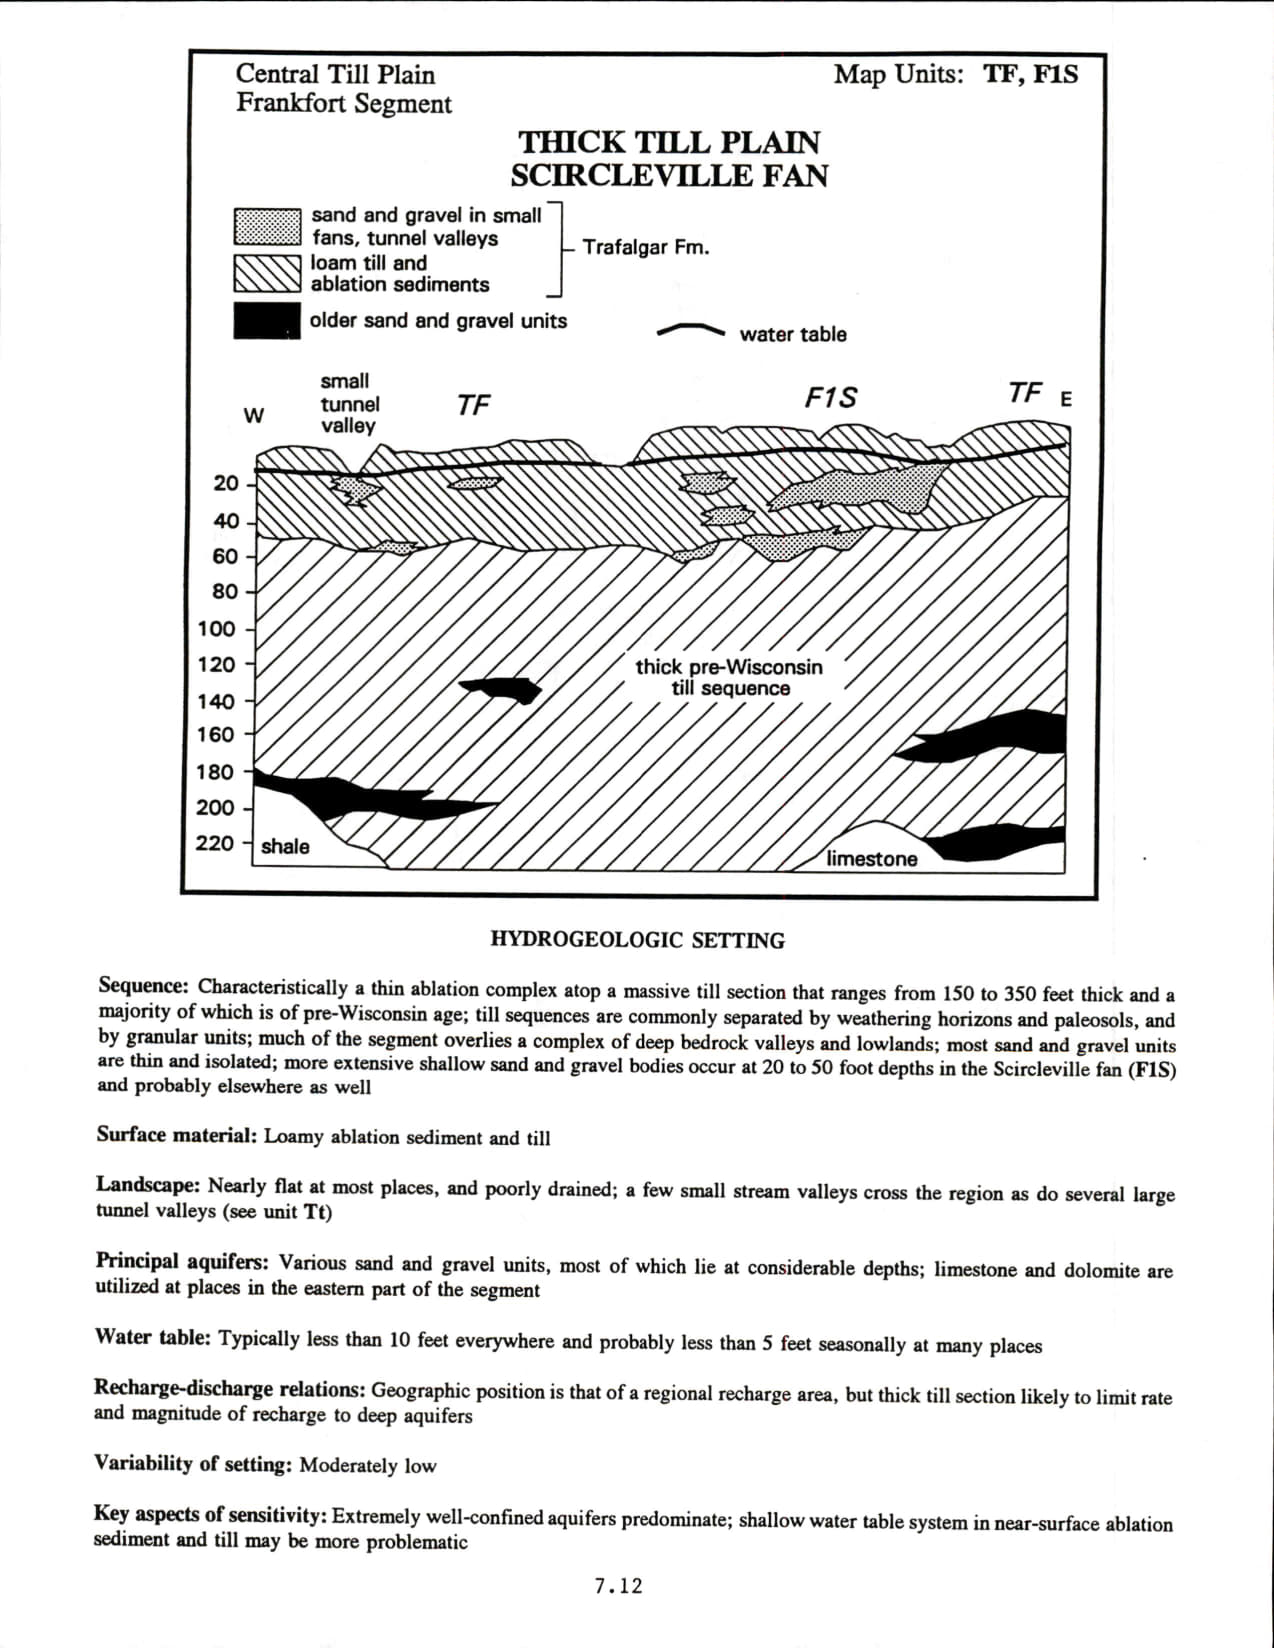 Central Till Plain
Frankfort Segment
Map Units: TF, F1S
THICK TILL PLAIN
SCIRCLEVILLE FAN
sand and gravel in small
fans, tunnel valleys
loam till and
ablation sediments
Trafalgar Fm.
older sand and gravel units
water table
W
small
tunnel
valley
TF
F1S
TF
E
20
40
60
80
100
120
140
160
180
200
220
thick pre-Wisconsin
till sequence
shale
limestone
HYDROGEOLOGIC SETTING
Sequence: Characteristically a thin ablation complex atop a massive till section that ranges from 150 to 350 feet thick and a
majority of which is of pre-Wisconsin age; till sequences are commonly separated by weathering horizons and paleosols, and
by granular units; much of the segment overlies a complex of deep bedrock valleys and lowlands; most sand and gravel units
are thin and isolated; more extensive shallow sand and gravel bodies occur at 20 to 50 foot depths in the Scircleville fan (F1S)
and probably elsewhere as well
Surface material: Loamy ablation sediment and till
Landscape: Nearly flat at most places, and poorly drained; a few small stream valleys cross the region as do several large
tunnel valleys (see unit Tt)
Principal aquifers: Various sand and gravel units, most of which lie at considerable depths; limestone and dolomite are
utilized at places in the eastern part of the segment
Water table: Typically less than 10 feet everywhere and probably less than 5 feet seasonally at many places
Recharge-discharge relations: Geographic position is that of a regional recharge area, but thick till section likely to limit rate
and magnitude of recharge to deep aquifers
Variability of setting: Moderately low
Key aspects of sensitivity: Extremely well-confined aquifers predominate; shallow water table system in near-surface ablation
sediment and till may be more problematic
7.12